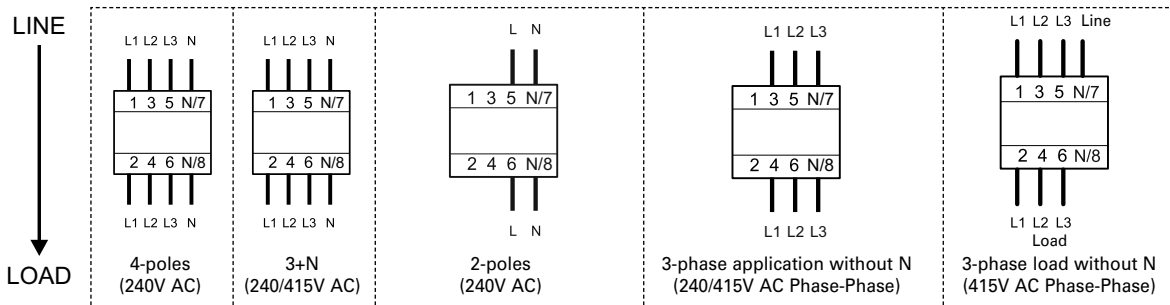 LINE
LOAD
L1 L2 L3 N
1 3 5 N/7
2 4 6 N/8
L1 L2 L3 N
4-poles
(240V AC)
L1 L2 L3 N
1 3 5 N/7
2 4 6 N/8
L1 L2 L3 N
3+N
(240/415V AC)
L N
1 3 5 N/7
2 4 6 N/8
L N
2-poles
(240V AC)
L1 L2 L3
1 3 5 N/7
2 4 6 N/8
L1 L2 L3
3-phase application without N
(240/415V AC Phase-Phase)
L1 L2 L3 Line
1 3 5 N/7
2 4 6 N/8
L1 L2 L3
Load
3-phase load without N
(415V AC Phase-Phase)